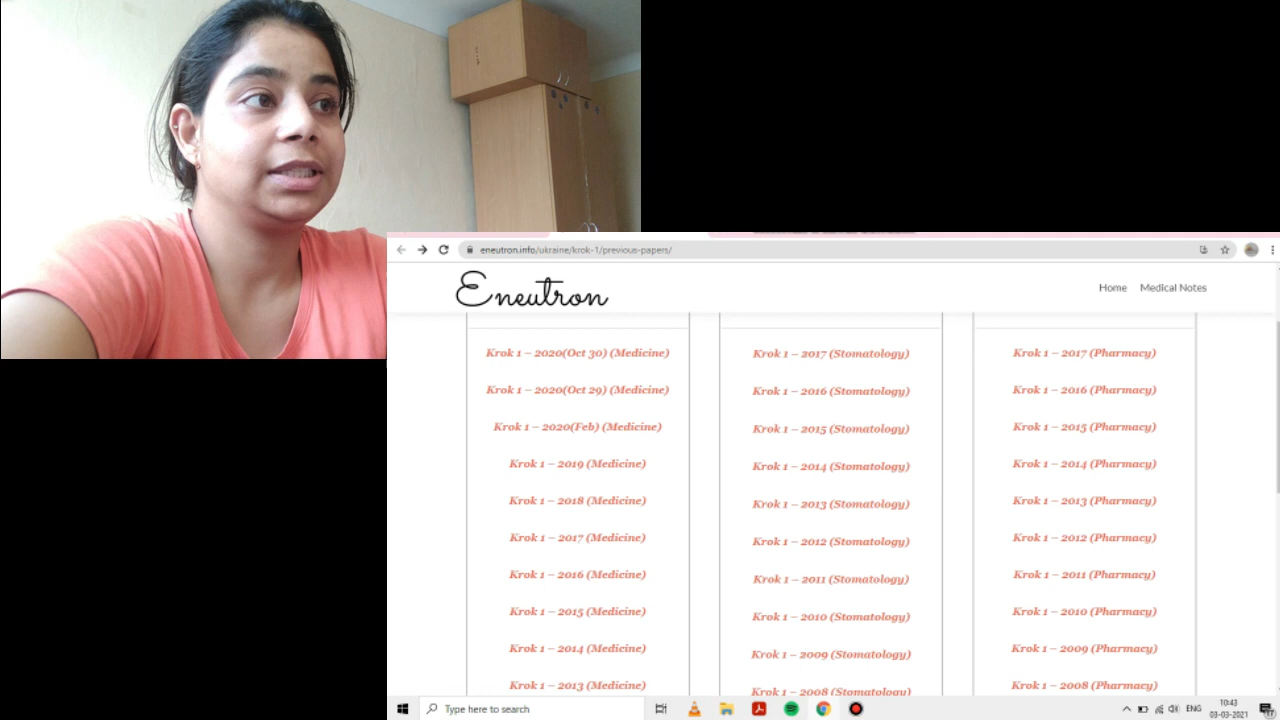 eneutron.info/ukraine/krok-1/previous-papers/
Eneutron
Home Medical Notes
Krok 1 – 2020(Oct 30) (Medicine)
Krok 1 – 2020(Oct 29) (Medicine)
Krok 1 – 2020(Feb) (Medicine)
Krok 1 – 2019 (Medicine)
Krok 1 – 2018 (Medicine)
Krok 1 – 2017 (Medicine)
Krok 1 – 2016 (Medicine)
Krok 1 – 2015 (Medicine)
Krok 1 – 2014 (Medicine)
Krok 1 – 2013 (Medicine)
Krok 1 – 2017 (Stomatology)
Krok 1 – 2016 (Stomatology)
Krok 1 – 2015 (Stomatology)
Krok 1 – 2014 (Stomatology)
Krok 1 – 2013 (Stomatology)
Krok 1 – 2012 (Stomatology)
Krok 1 – 2011 (Stomatology)
Krok 1 – 2010 (Stomatology)
Krok 1 – 2009 (Stomatology)
Krok 1 – 2008 (Stomatology)
Krok 1 – 2017 (Pharmacy)
Krok 1 – 2016 (Pharmacy)
Krok 1 – 2015 (Pharmacy)
Krok 1 – 2014 (Pharmacy)
Krok 1 – 2013 (Pharmacy)
Krok 1 – 2012 (Pharmacy)
Krok 1 – 2011 (Pharmacy)
Krok 1 – 2010 (Pharmacy)
Krok 1 – 2009 (Pharmacy)
Krok 1 – 2008 (Pharmacy)
Type here to search
ENG
10:43
03-03-2021